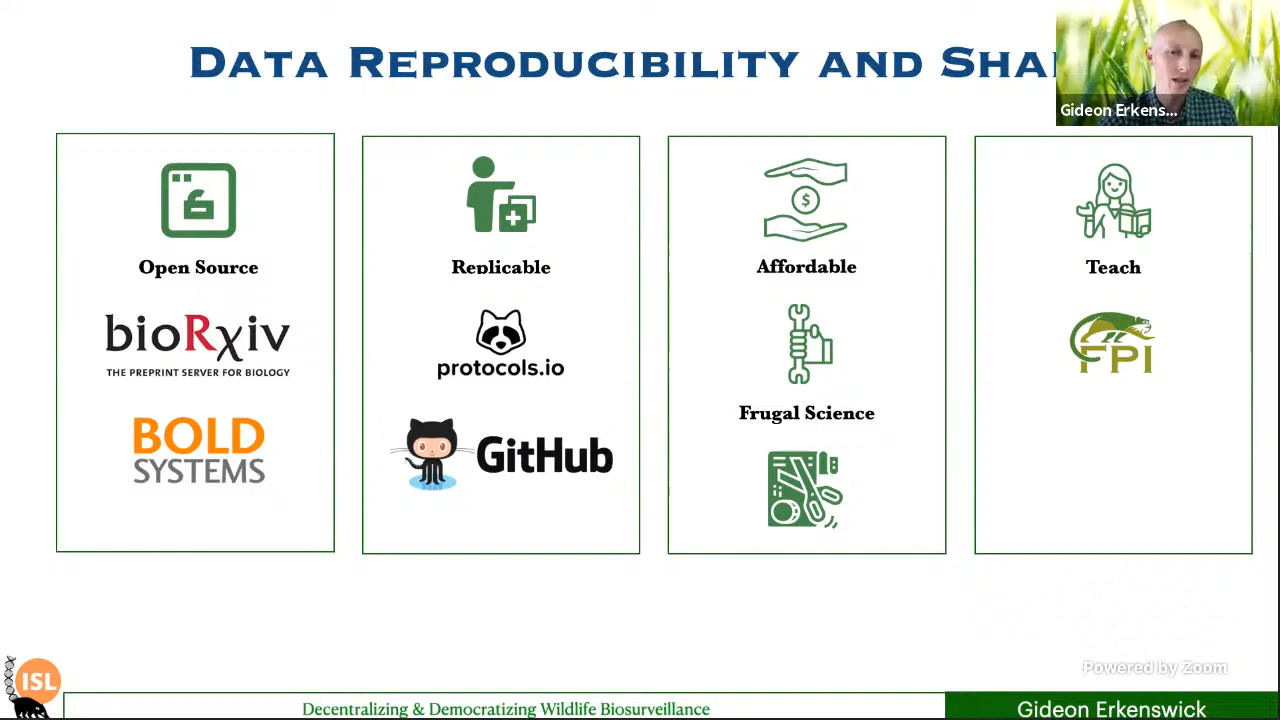 DATA REPRODUCIBILITY AND SHA
Gideon Erkens...
Open Source
bioRχiv
THE PREPRINT SERVER FOR BIOLOGY
BOLD
SYSTEMS
Replicable
protocols.io
GitHub
Affordable
$
Frugal Science
Teach
FPI
Powered by Zoom
ISL
Decentralizing & Democratizing Wildlife Biosurveillance
Gideon Erkenswick